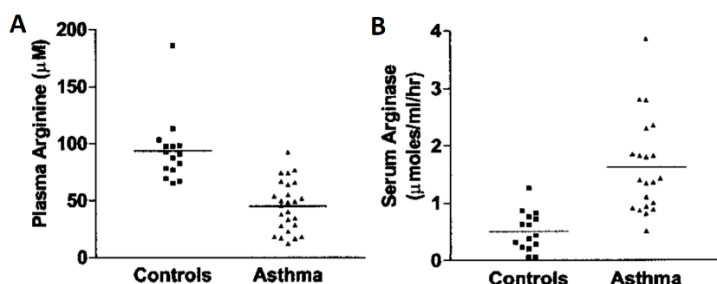 A
Plasma Arginine (μM)
200
150
100
50
0
Controls Asthma
B
Serum Arginase
(μmoles/ml/hr)
4
3
2
1
0
Controls Asthma